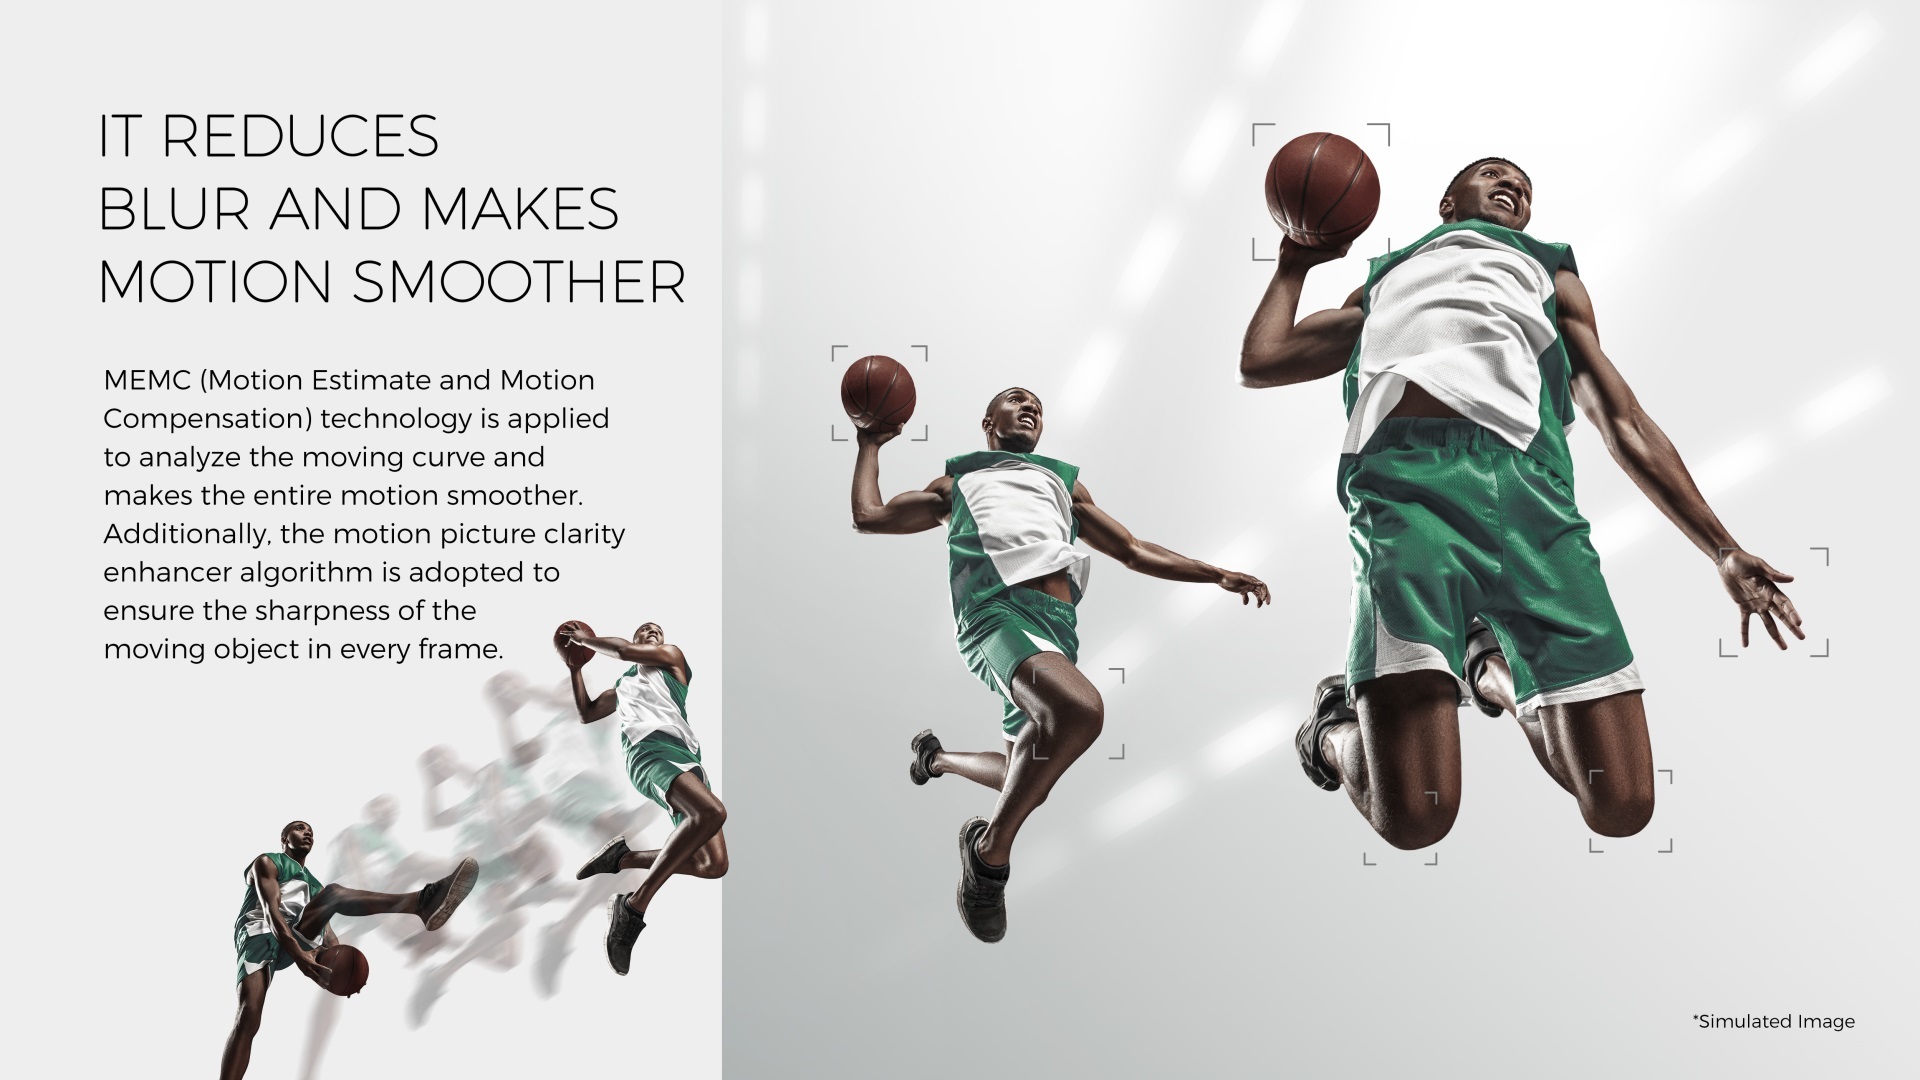 IT REDUCES
BLUR AND MAKES
MOTION SMOOTHER
MEMC (Motion Estimate and Motion
Compensation) technology is applied
to analyze the moving curve and
makes the entire motion smoother.
Additionally, the motion picture clarity
enhancer algorithm is adopted to
ensure the sharpness of the
moving object in every frame.
*Simulated Image